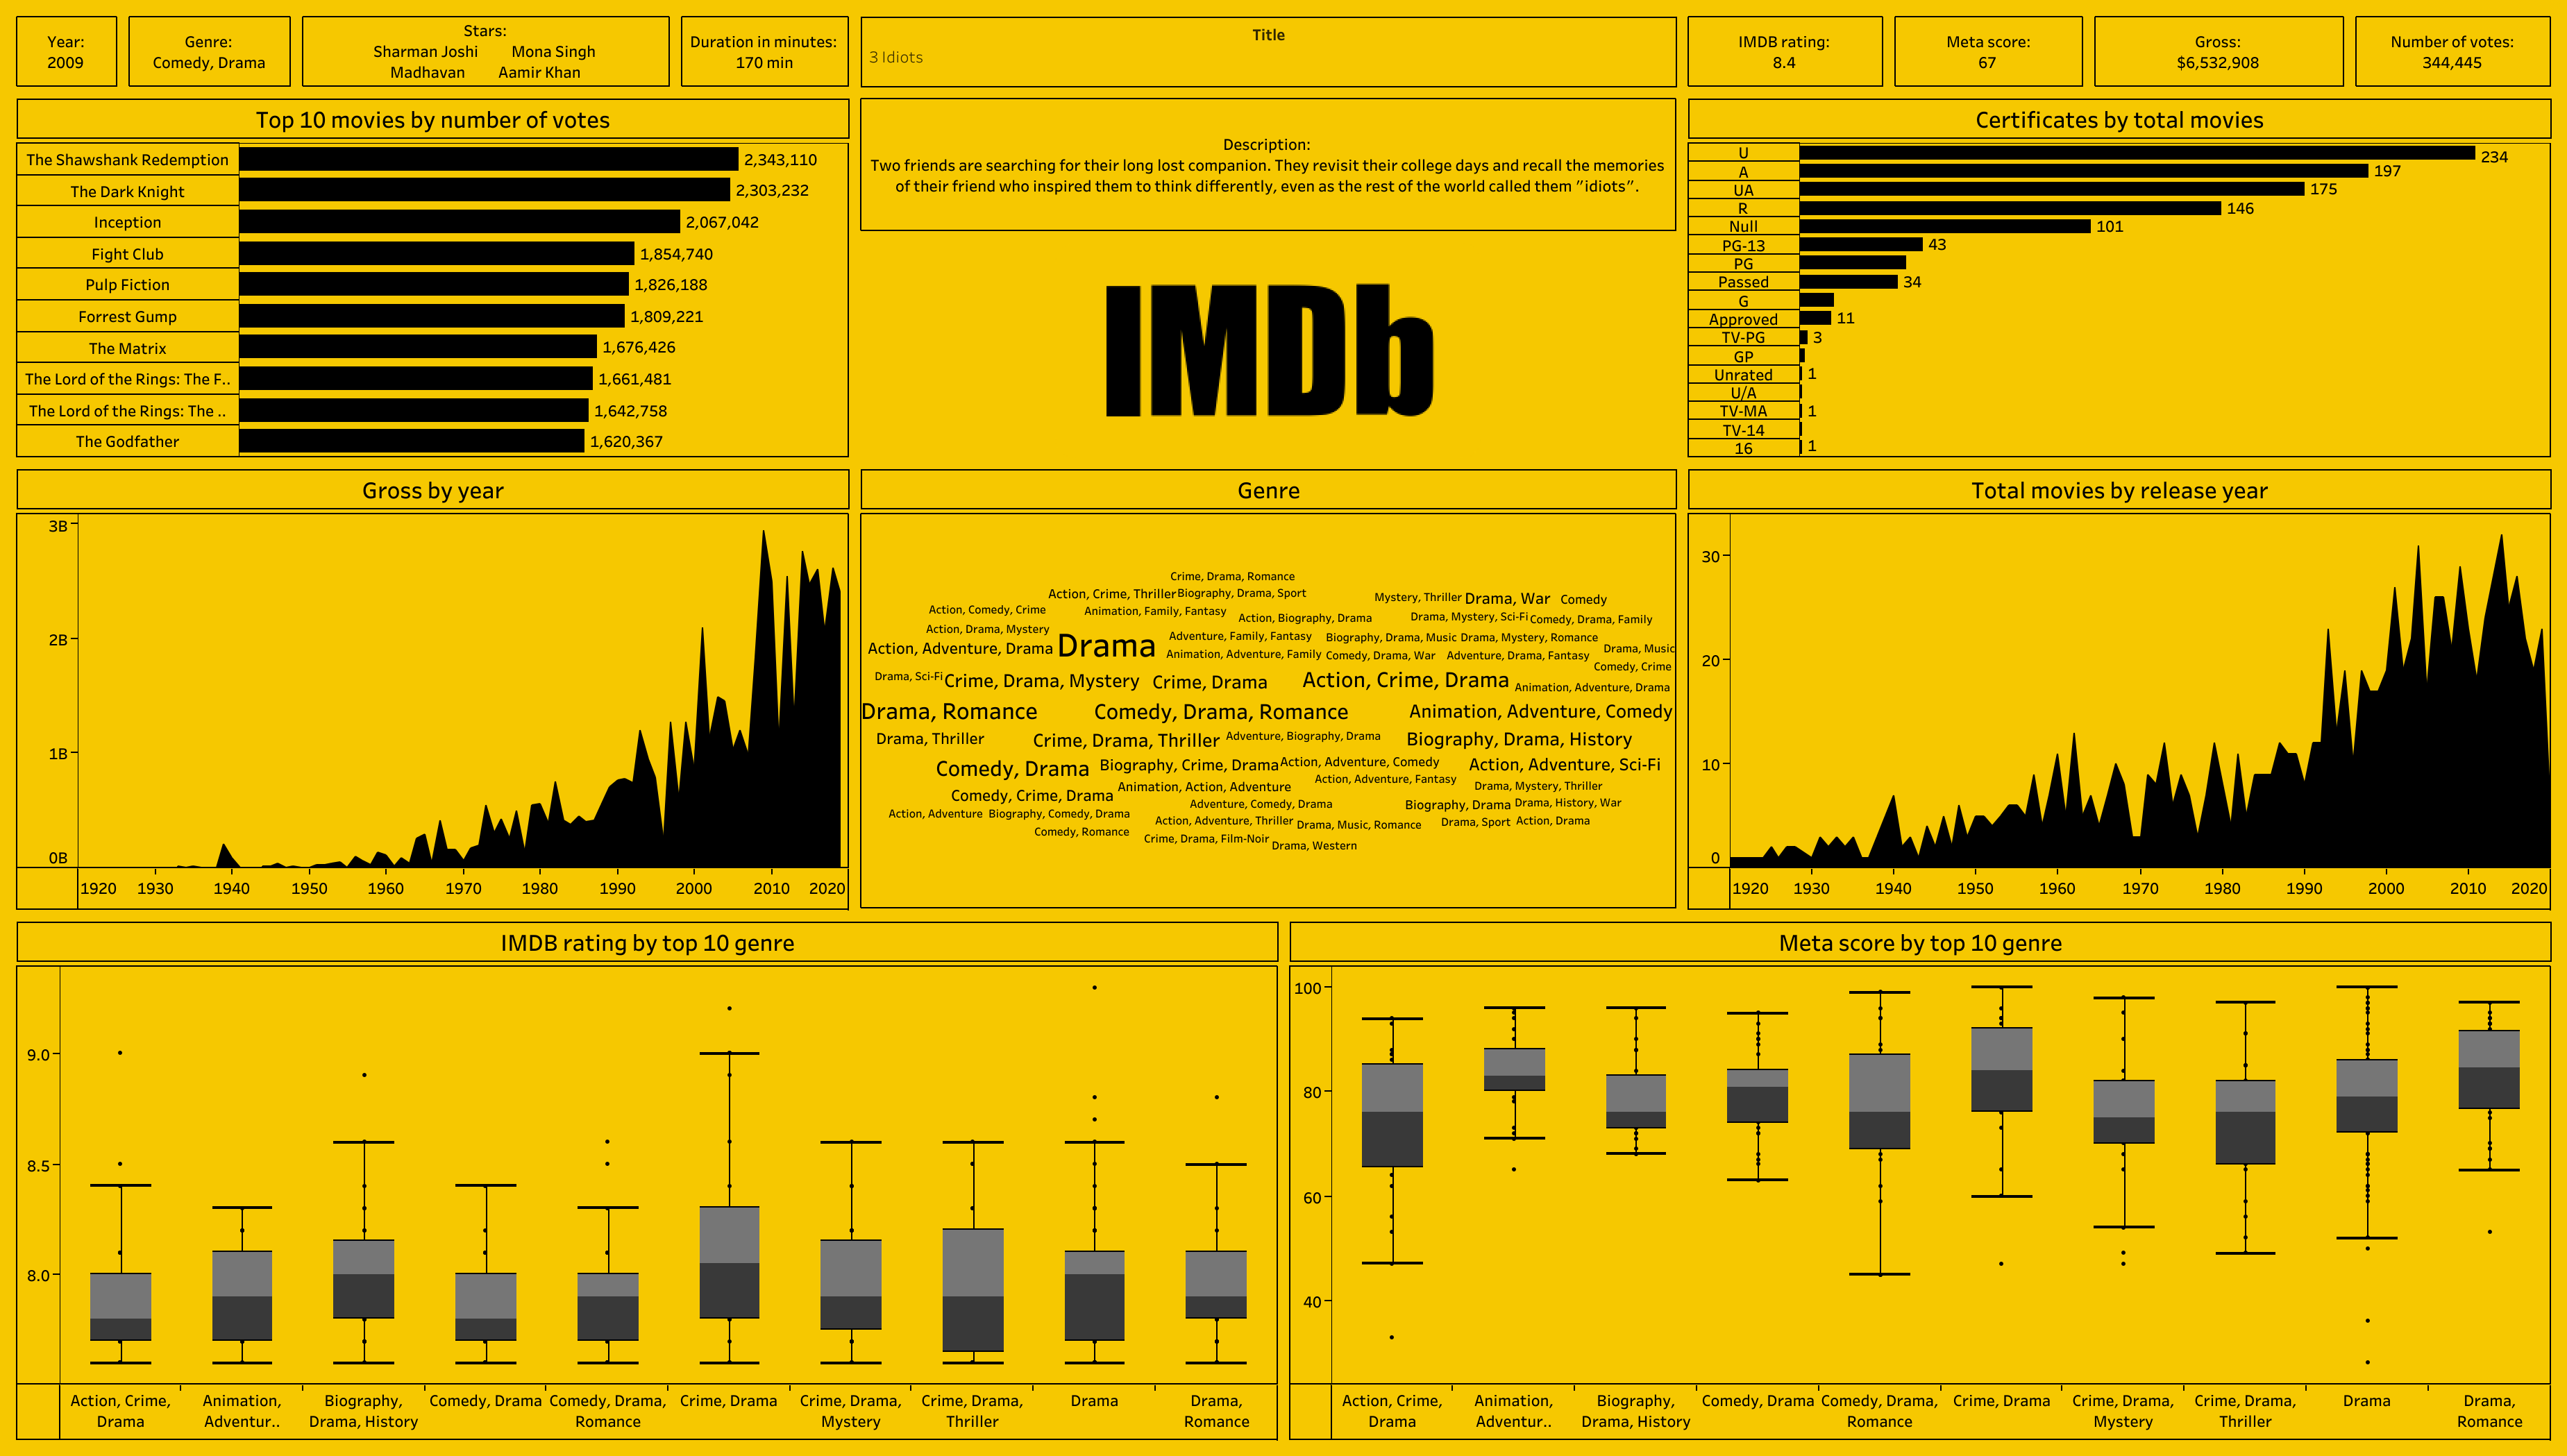 Year:
2009
Genre:
Comedy, Drama
Stars:
Sharman Joshi Mona Singh
Madhavan Aamir Khan
Duration in minutes:
170 min
Title
3 Idiots
IMDB rating:
8.4
Meta score:
67
Gross:
$6,532,908
Number of votes:
344,445
Top 10 movies by number of votes
The Shawshank Redemption 2,343,110
The Dark Knight 2,303,232
Inception 2,067,042
Fight Club 1,854,740
Pulp Fiction 1,826,188
Forrest Gump 1,809,221
The Matrix 1,676,426
The Lord of the Rings: The F.. 1,661,481
The Lord of the Rings: The .. 1,642,758
The Godfather 1,620,367
Description:
Two friends are searching for their long lost companion. They revisit their college days and recall the memories
of their friend who inspired them to think differently, even as the rest of the world called them "idiots".
IMDb
Certificates by total movies
U 234
A 197
UA 175
R 146
Null 101
PG-13 43
PG
Passed 34
G
Approved 11
TV-PG 3
GP
Unrated 1
U/A
TV-MA 1
TV-14
16 1
Gross by year
3B
2B
1B
0B
1920 1930 1940 1950 1960 1970 1980 1990 2000 2010 2020
Genre
Crime, Drama, Romance
Action, Crime, Thriller Biography, Drama, Sport Mystery, Thriller Drama, War Comedy
Action, Comedy, Crime Animation, Family, Fantasy Action, Biography, Drama Drama, Mystery, Sci-Fi Comedy, Drama, Family
Action, Drama, Mystery Adventure, Family, Fantasy Biography, Drama, Music Drama, Mystery, Romance
Action, Adventure, Drama Drama Animation, Adventure, Family Comedy, Drama, War Adventure, Drama, Fantasy Drama, Music
Comedy, Crime
Drama, Sci-Fi Crime, Drama, Mystery Crime, Drama Action, Crime, Drama Animation, Adventure, Drama
Drama, Romance Comedy, Drama, Romance Animation, Adventure, Comedy
Drama, Thriller Crime, Drama, Thriller Adventure, Biography, Drama Biography, Drama, History
Comedy, Drama Biography, Crime, Drama Action, Adventure, Comedy Action, Adventure, Sci-Fi
Animation, Action, Adventure Action, Adventure, Fantasy Drama, Mystery, Thriller
Comedy, Crime, Drama Adventure, Comedy, Drama Biography, Drama Drama, History, War
Action, Adventure Biography, Comedy, Drama Action, Adventure, Thriller Drama, Music, Romance Drama, Sport Action, Drama
Comedy, Romance Crime, Drama, Film-Noir Drama, Western
Total movies by release year
30
20
10
0
1920 1930 1940 1950 1960 1970 1980 1990 2000 2010 2020
IMDB rating by top 10 genre
9.0
8.5
8.0
Action, Crime, Drama
Animation, Adventur..
Biography, Drama, History
Comedy, Drama
Comedy, Drama, Romance
Crime, Drama
Crime, Drama, Mystery
Crime, Drama, Thriller
Drama
Drama, Romance
Meta score by top 10 genre
100
80
60
40
Action, Crime, Drama
Animation, Adventur..
Biography, Drama, History
Comedy, Drama
Comedy, Drama, Romance
Crime, Drama
Crime, Drama, Mystery
Crime, Drama, Thriller
Drama
Drama, Romance